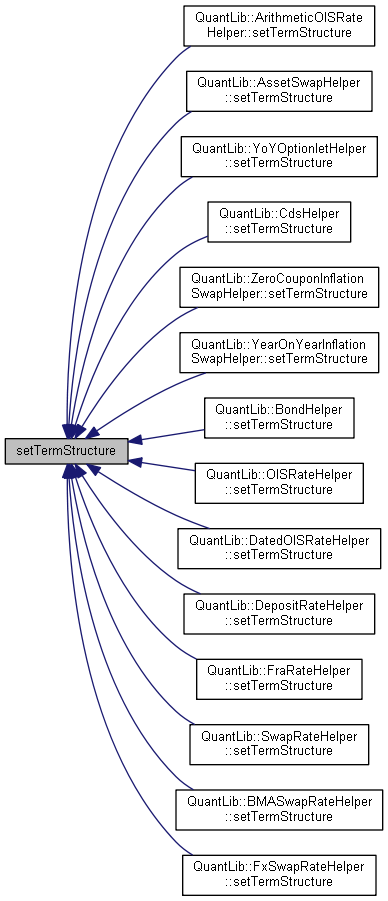 QuantLib::ArithmeticOISRate
Helper::setTermStructure
QuantLib::AssetSwapHelper
::setTermStructure
QuantLib::YoYOptionletHelper
::setTermStructure
QuantLib::CdsHelper
::setTermStructure
QuantLib::ZeroCouponInflation
SwapHelper::setTermStructure
QuantLib::YearOnYearInflation
SwapHelper::setTermStructure
QuantLib::BondHelper
::setTermStructure
setTermStructure
QuantLib::OISRateHelper
::setTermStructure
QuantLib::DatedOISRateHelper
::setTermStructure
QuantLib::DepositRateHelper
::setTermStructure
QuantLib::FraRateHelper
::setTermStructure
QuantLib::SwapRateHelper
::setTermStructure
QuantLib::BMASwapRateHelper
::setTermStructure
QuantLib::FxSwapRateHelper
::setTermStructure